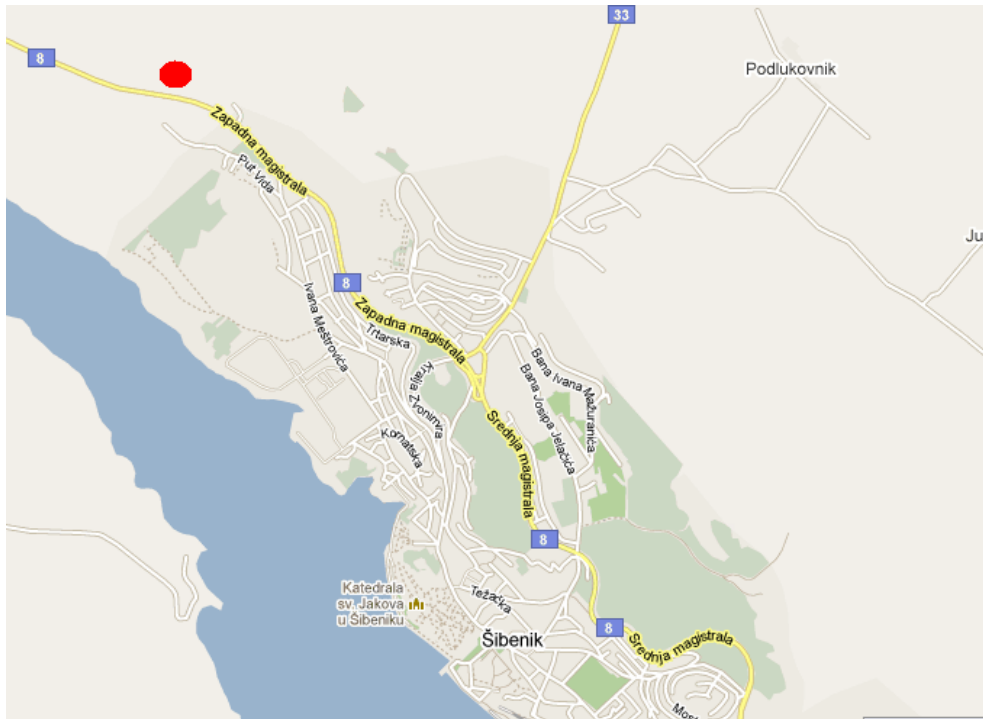 33
8
Podlukovnik
Zapadna magistrala
Put Vida
Ju
8
Ivana Meštrovića
Zapadna magistrala
Trtarska
Kralja Zvonimira
Bana Ivana Mažuranića
Bana Josipa Jelačića
Srednja magistrala
Kornatska
8
Katedrala
sv. Jakova
u Šibeniku
Težačka
Šibenik
8
Srednja magistrala
Most